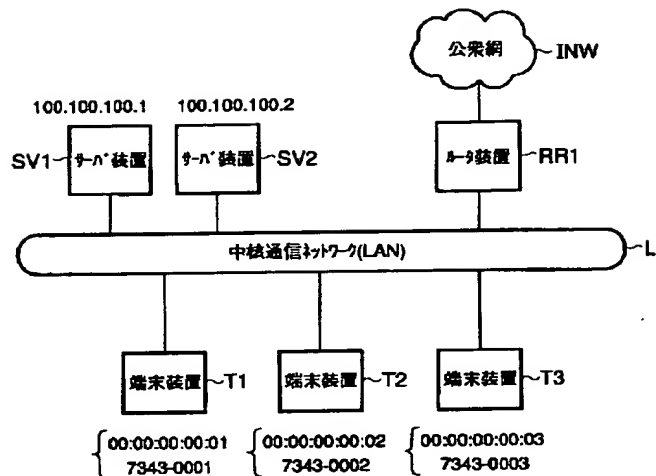 公衆網
INW
100.100.100.1
100.100.100.2
SV1
サーバ装置
サーバ装置
SV2
ルータ装置
RR1
中核通信ネットワーク(LAN)
L
端末装置
T1
端末装置
T2
端末装置
T3
00:00:00:00:01
7343-0001
00:00:00:00:02
7343-0002
00:00:00:00:03
7343-0003